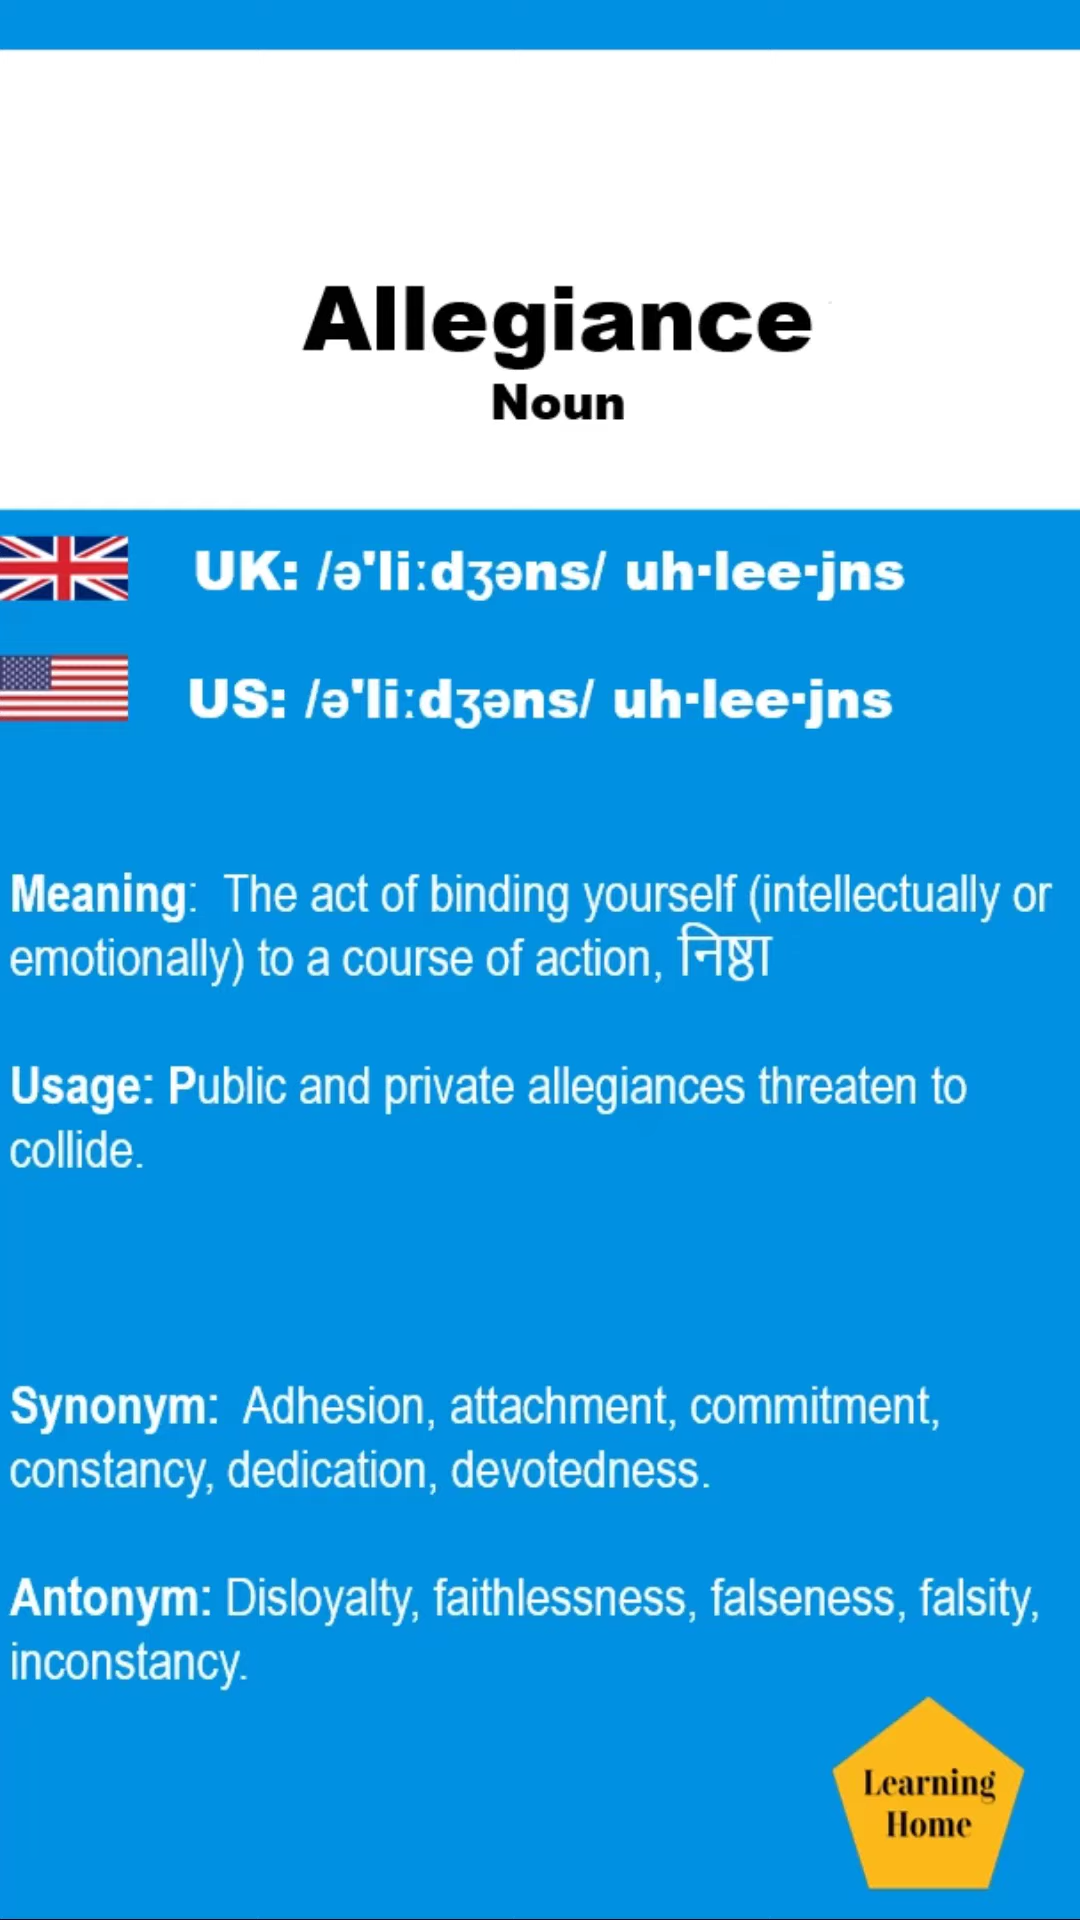 Allegiance
Noun
UK: /ə'liːdʒəns/ uh·lee·jns
US: /ə'liːdʒəns/ uh·lee·jns
Meaning:  The act of binding yourself (intellectually or
emotionally) to a course of action, निष्ठा
Usage: Public and private allegiances threaten to
collide.
Synonym:  Adhesion, attachment, commitment,
constancy, dedication, devotedness.
Antonym: Disloyalty, faithlessness, falseness, falsity,
inconstancy.
Learning
Home